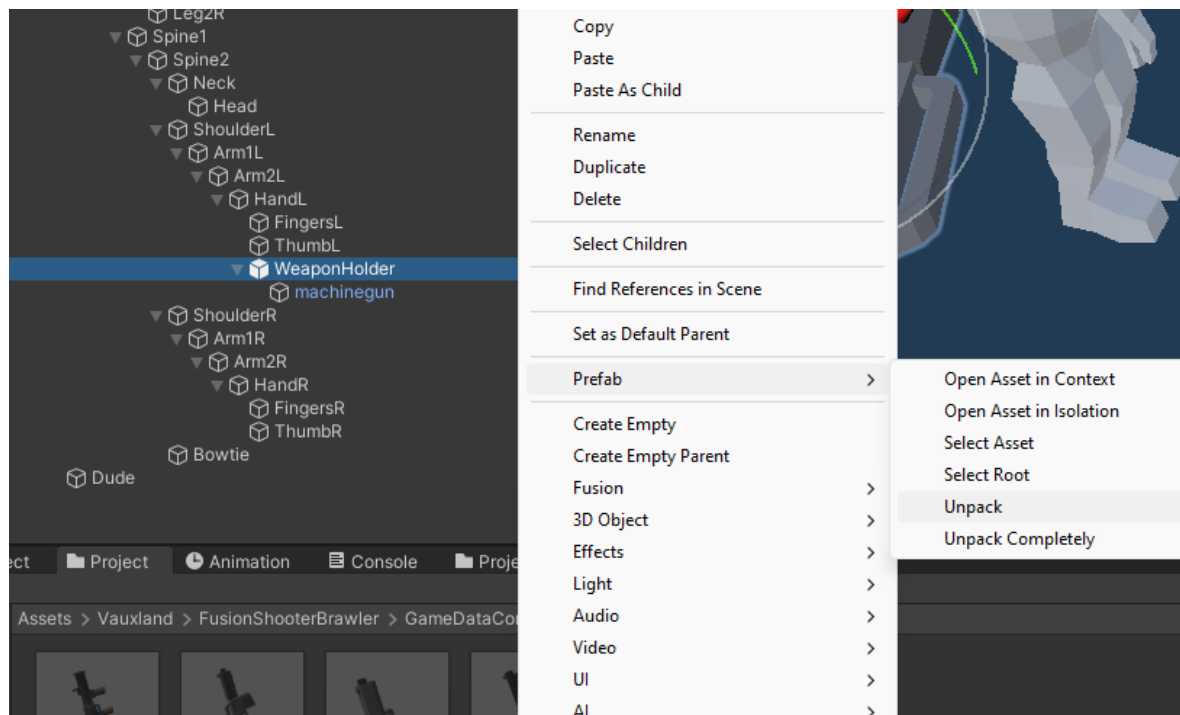 Leg2R
Spine1
Spine2
Neck
Head
ShoulderL
Arm1L
Arm2L
HandL
FingersL
ThumbL
WeaponHolder
machinegun
ShoulderR
Arm1R
Arm2R
HandR
FingersR
ThumbR
Bowtie
Dude
ect
Project
Animation
Console
Proje
Assets > Vauxland > FusionShooterBrawler > GameDataCo
Copy
Paste
Paste As Child
Rename
Duplicate
Delete
Select Children
Find References in Scene
Set as Default Parent
Prefab
Create Empty
Create Empty Parent
Fusion
3D Object
Effects
Light
Audio
Video
UI
AI
Open Asset in Context
Open Asset in Isolation
Select Asset
Select Root
Unpack
Unpack Completely